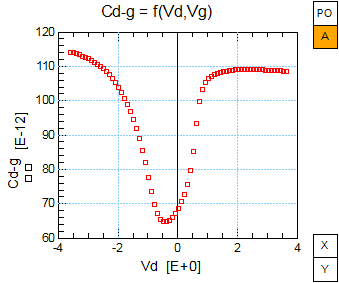 Cd-g = f(Vd,Vg)
PO
A
120
110
100
90
80
70
60
Cd-g [E-12]
-4
-2
0
2
4
Vd [E+0]
X
Y